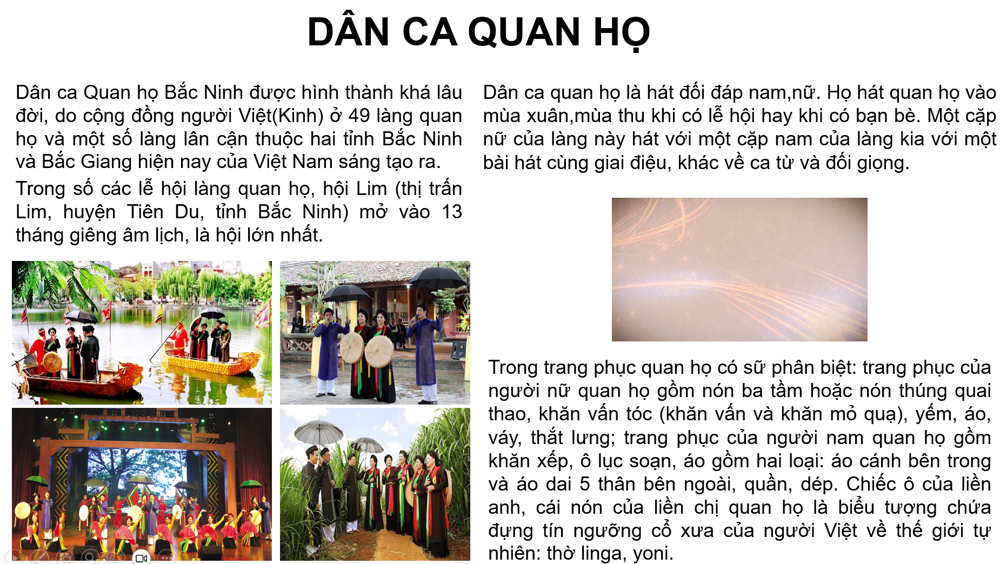 DÂN CA QUAN HỌ
Dân ca Quan họ Bắc Ninh được hình thành khá lâu
đời, do cộng đồng người Việt(Kinh) ở 49 làng quan
họ và một số làng lân cận thuộc hai tỉnh Bắc Ninh
và Bắc Giang hiện nay của Việt Nam sáng tạo ra.
Trong số các lễ hội làng quan họ, hội Lim (thị trấn
Lim, huyện Tiên Du, tỉnh Bắc Ninh) mở vào 13
tháng giêng âm lịch, là hội lớn nhất.
Dân ca quan họ là hát đối đáp nam,nữ. Họ hát quan họ vào
mùa xuân,mùa thu khi có lễ hội hay khi có bạn bè. Một cặp
nữ của làng này hát với một cặp nam của làng kia với một
bài hát cùng giai điệu, khác về ca từ và đối giọng.
Trong trang phục quan họ có sữ phân biệt: trang phục của
người nữ quan họ gồm nón ba tầm hoặc nón thúng quai
thao, khăn vấn tóc (khăn vấn và khăn mỏ quạ), yếm, áo,
váy, thắt lưng; trang phục của người nam quan họ gồm
khăn xếp, ô lục soạn, áo gồm hai loại: áo cánh bên trong
và áo dai 5 thân bên ngoài, quần, dép. Chiếc ô của liền
anh, cái nón của liền chị quan họ là biểu tượng chứa
đựng tín ngưỡng cổ xưa của người Việt về thế giới tự
nhiên: thờ linga, yoni.